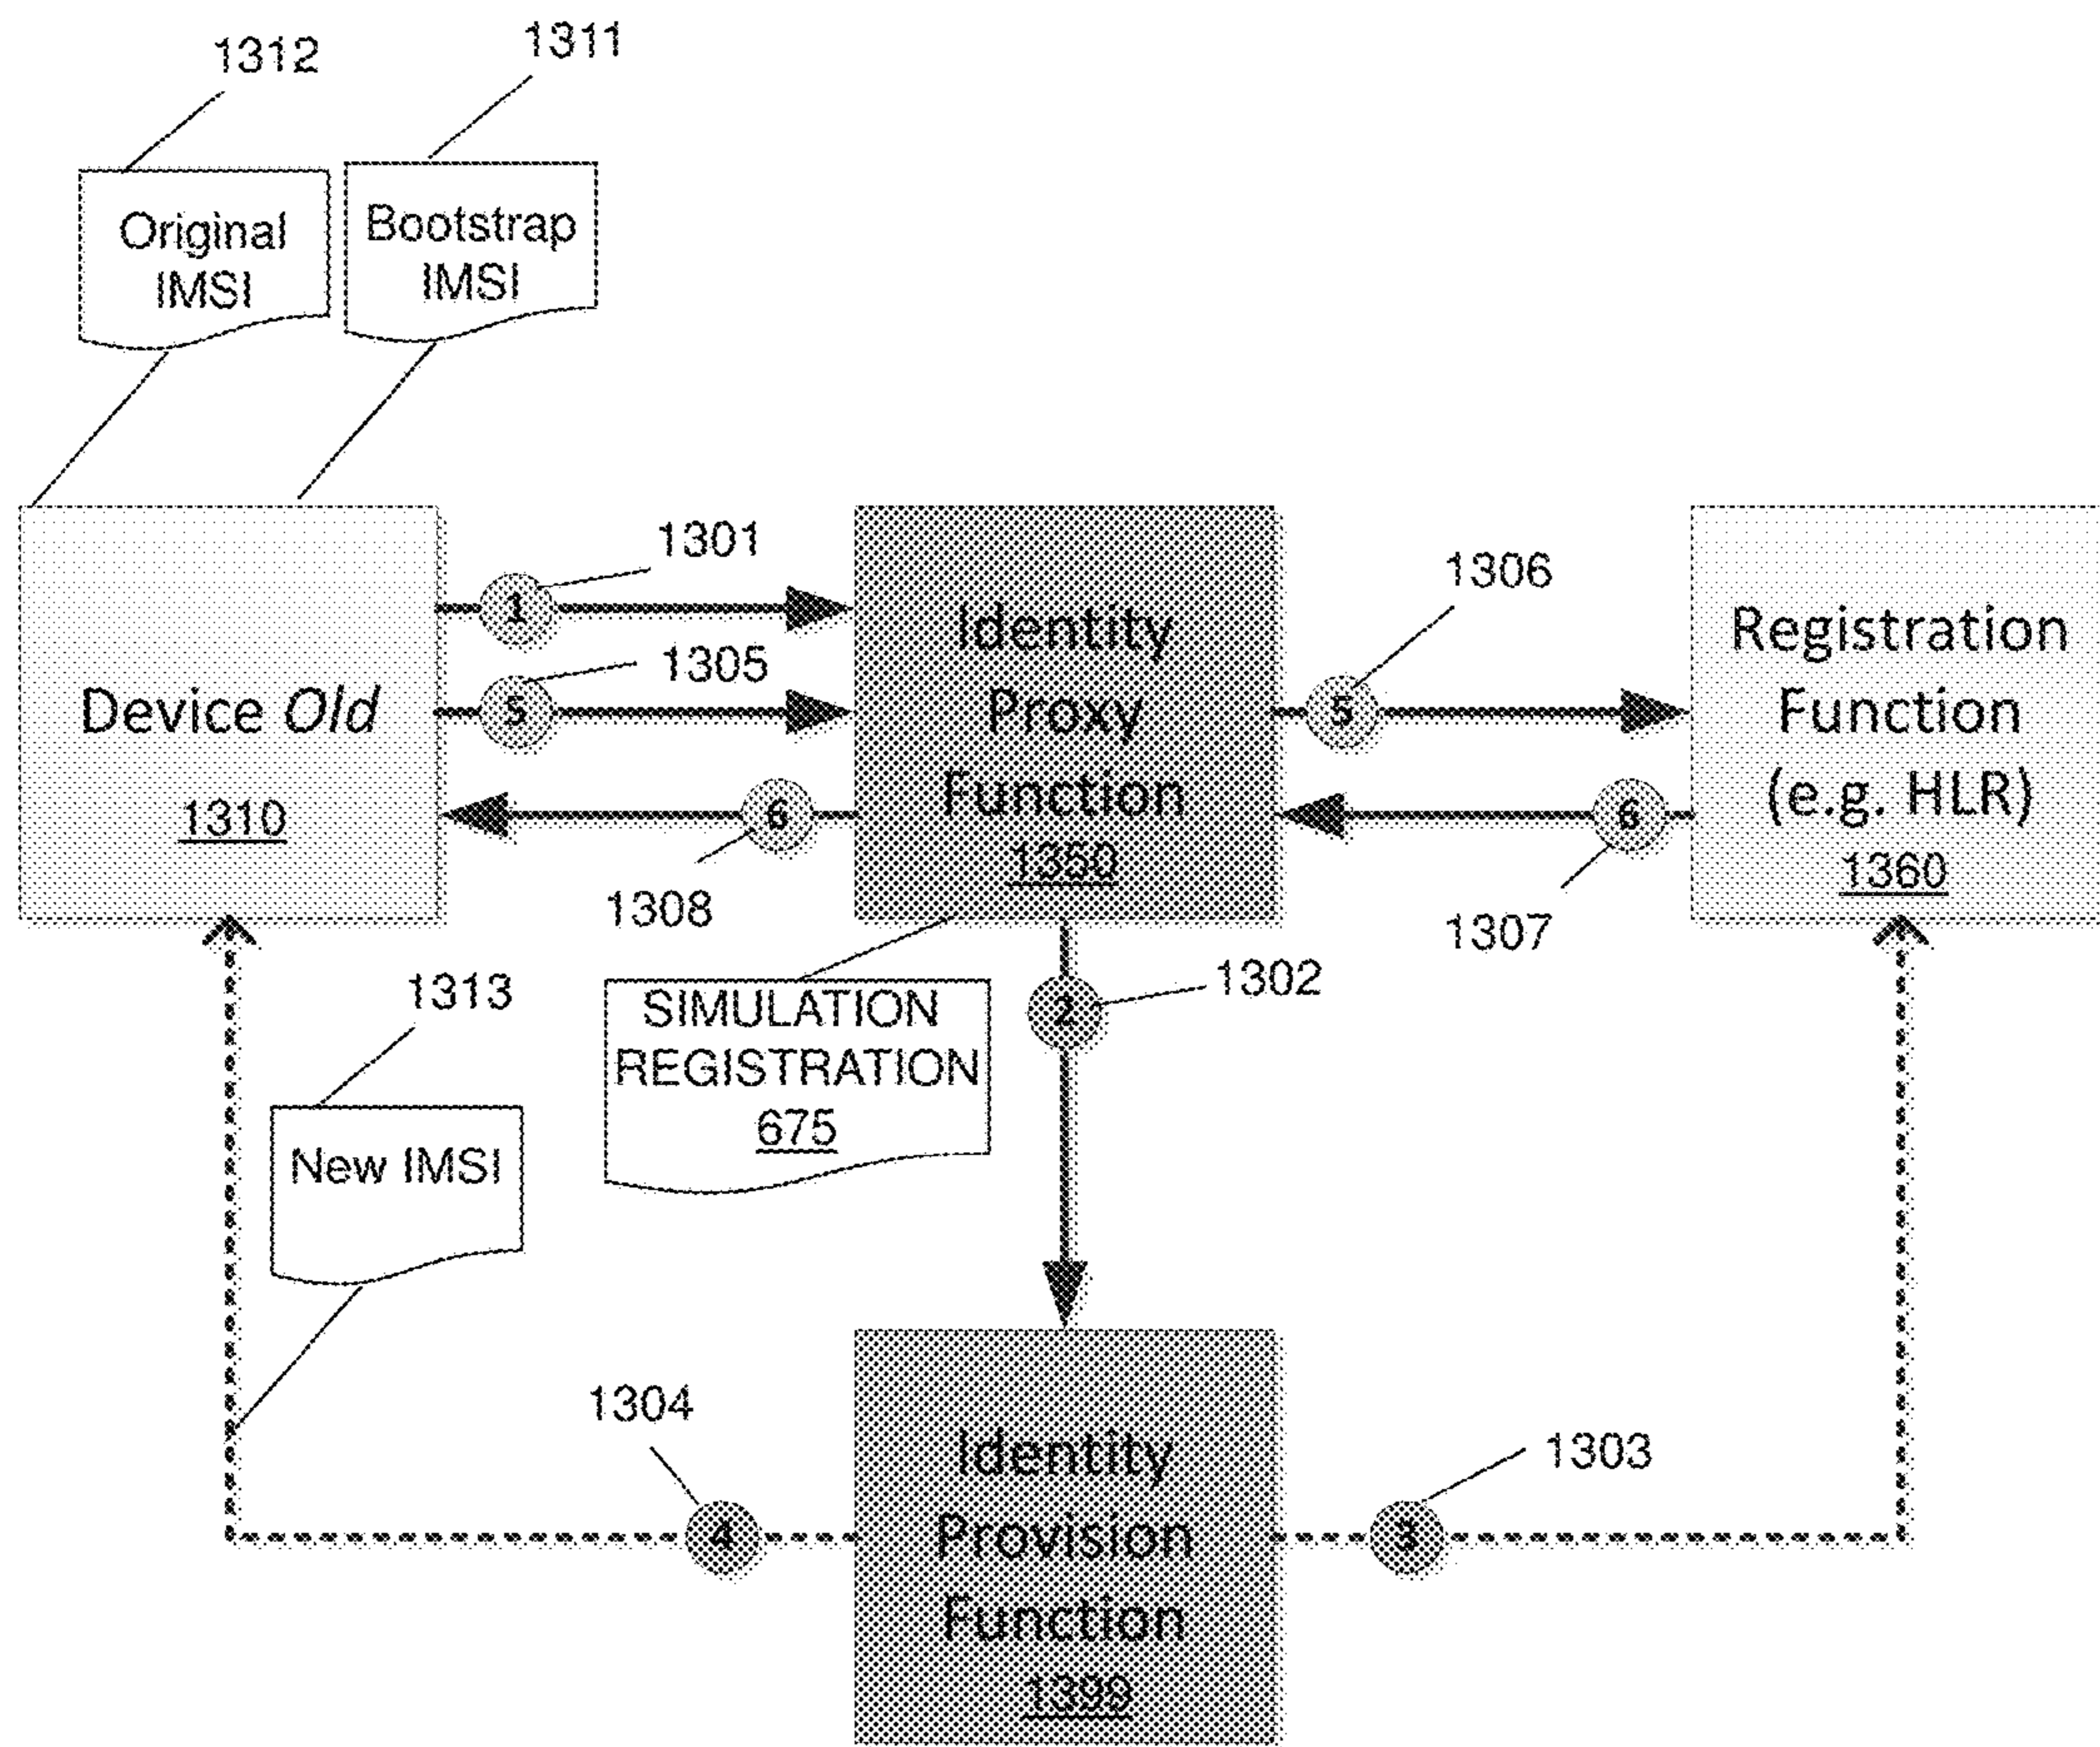 1312
1311
Original
IMSI
Bootstrap
IMSI
1301
1306
1
1305
5
5
Device Old
1310
Identity
Proxy
Function
1350
Registration
Function
(e.g. HLR)
1360
6
6
1308
1307
1313
1302
2
SIMULATION
REGISTRATION
675
New IMSI
1304
1303
4
3
Identity
Provision
Function
1399